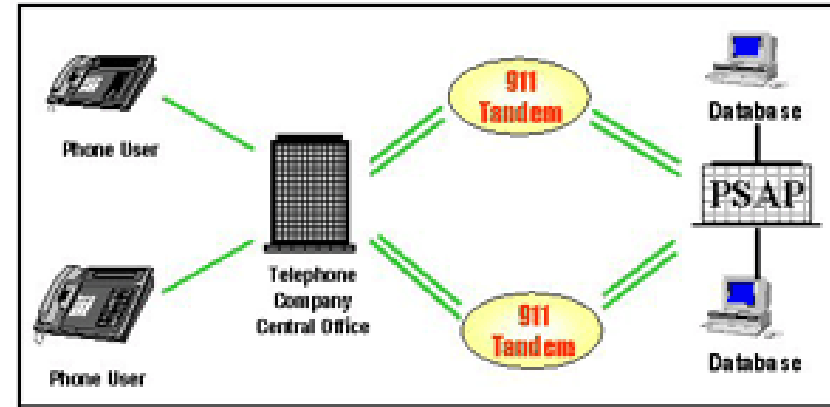 Phone User
Phone User
Telephone
Company
Central Office
911
Tandem
911
Tandem
Database
PSAP
Database